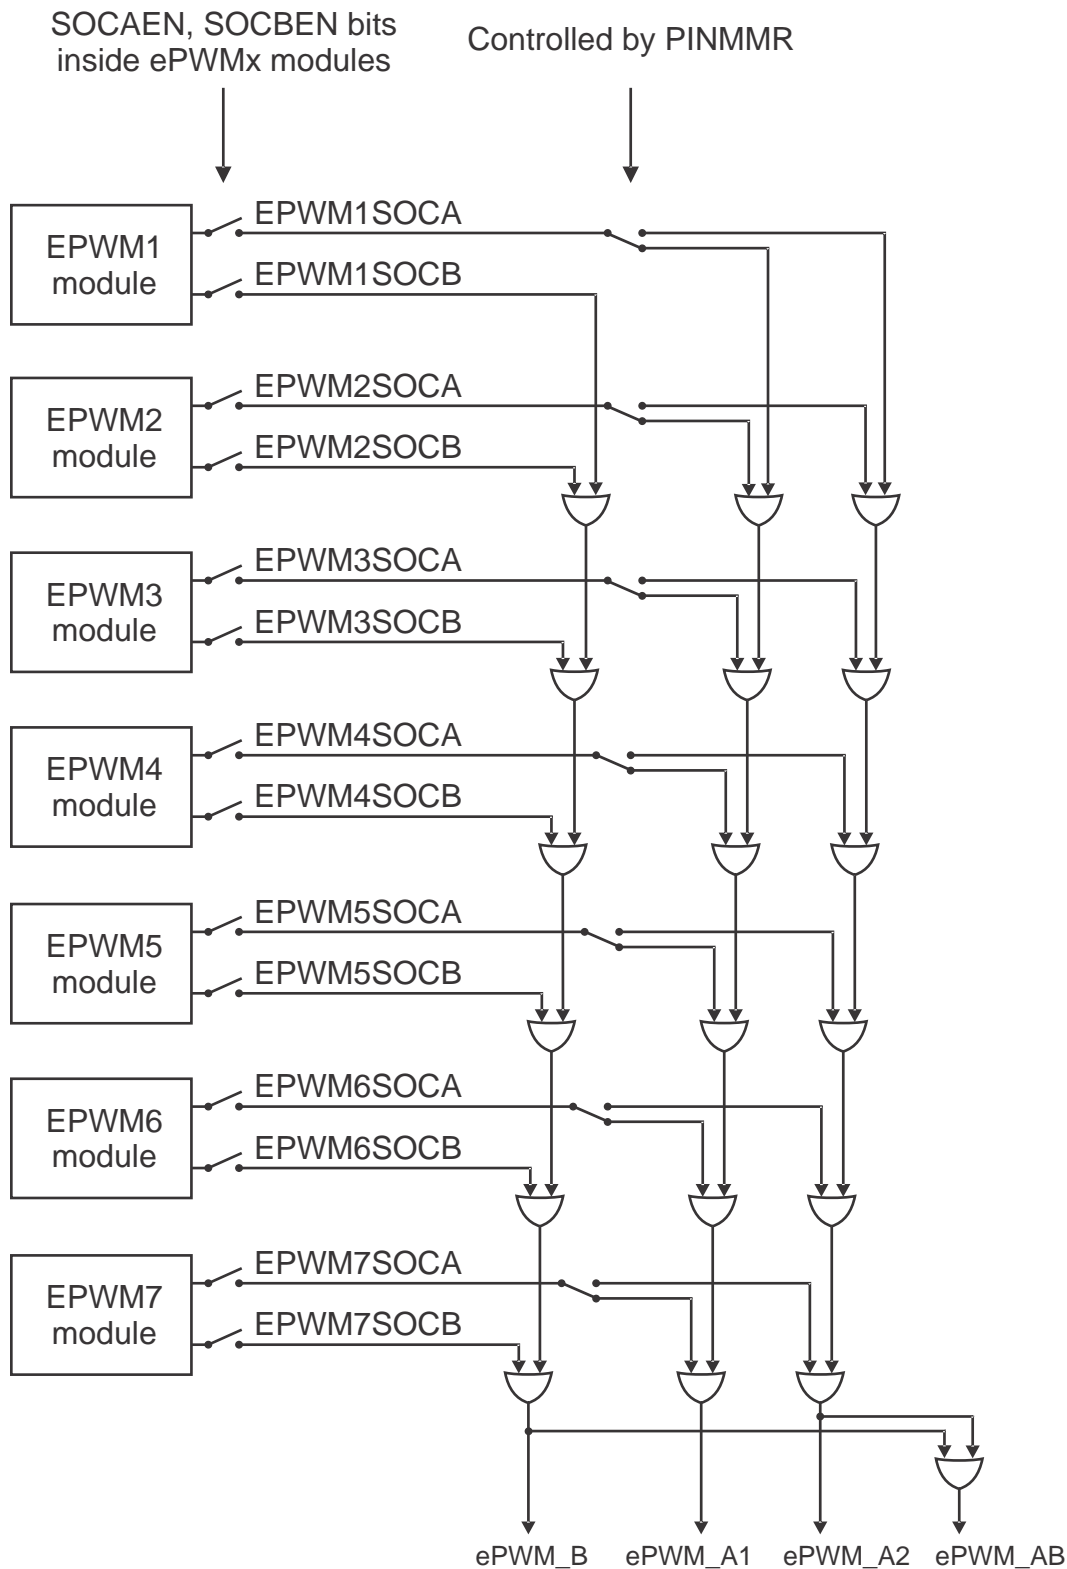 SOCAEN, SOCBEN bits
inside ePWMx modules
Controlled by PINMMR
EPWM1
module
EPWM1SOCA
EPWM1SOCB
EPWM2
module
EPWM2SOCA
EPWM2SOCB
EPWM3
module
EPWM3SOCA
EPWM3SOCB
EPWM4
module
EPWM4SOCA
EPWM4SOCB
EPWM5
module
EPWM5SOCA
EPWM5SOCB
EPWM6
module
EPWM6SOCA
EPWM6SOCB
EPWM7
module
EPWM7SOCA
EPWM7SOCB
ePWM_B
ePWM_A1
ePWM_A2
ePWM_AB